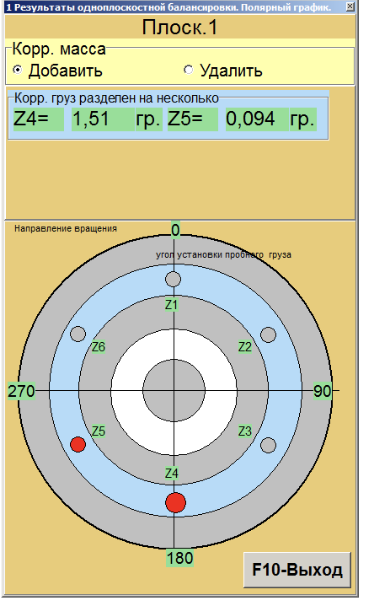 1 Результаты одноплоскостной балансировки. Полярный график.
Плоск.1
Корр. масса
Добавить
Удалить
Корр. груз разделен на несколько
Z4= 1,51 гр. Z5= 0,094 гр.
Направление вращения
0
угол установки пробного груза
Z1
Z6 Z2
270 90
Z5 Z3
Z4
180
F10-Выход